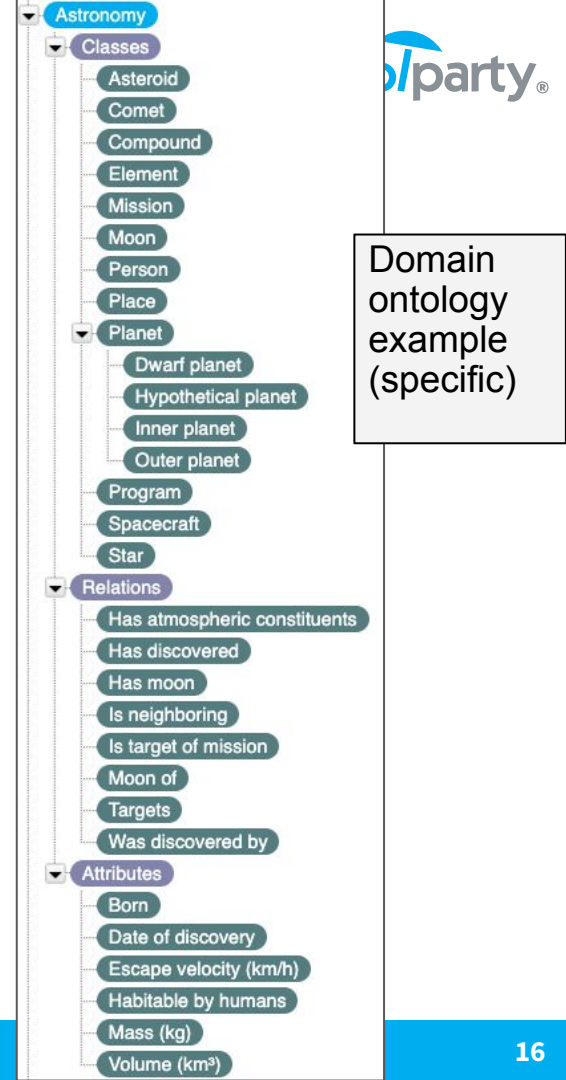 Astronomy
Classes
Asteroid
Comet
Compound
Element
Mission
Moon
Person
Place
Planet
Dwarf planet
Hypothetical planet
Inner planet
Outer planet
Program
Spacecraft
Star
Relations
Has atmospheric constituents
Has discovered
Has moon
Is neighboring
Is target of mission
Moon of
Targets
Was discovered by
Attributes
Born
Date of discovery
Escape velocity (km/h)
Habitable by humans
Mass (kg)
Volume (km³)
party®
Domain
ontology
example
(specific)
16